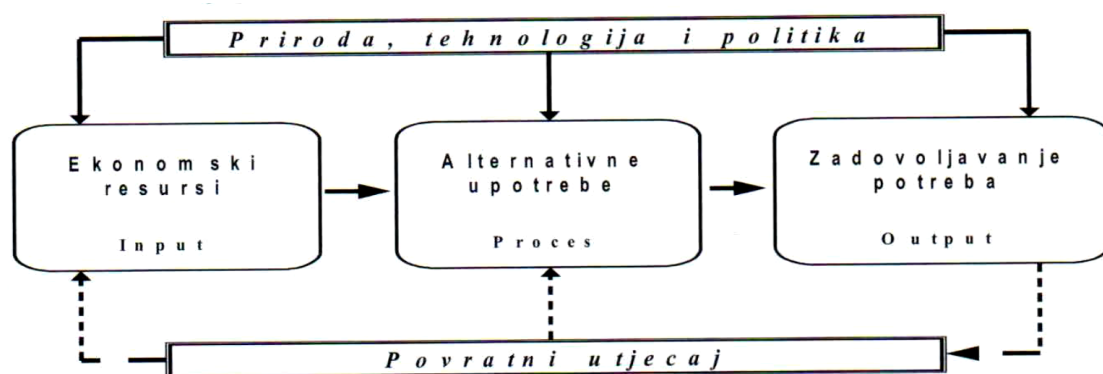 Priroda, tehnologija i politika
Ekonomski
resursi
Input
Alternativne
upotrebe
Proces
Zadovoljavanje
potreba
Output
Povratni utjecaj